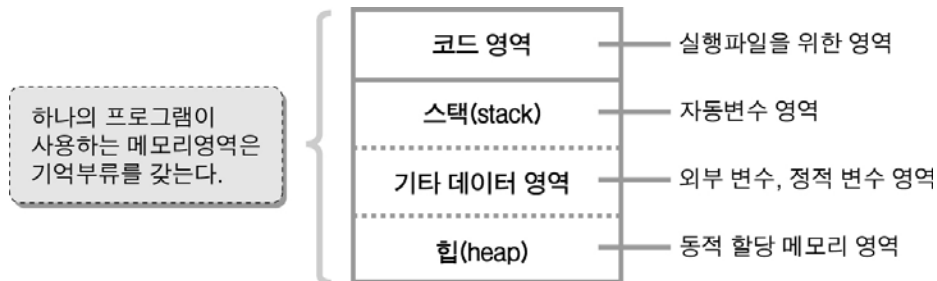 하나의 프로그램이
사용하는 메모리영역은
기억부류를 갖는다.
코드 영역
실행파일을 위한 영역
스택(stack)
자동변수 영역
기타 데이터 영역
외부 변수, 정적 변수 영역
힙(heap)
동적 할당 메모리 영역